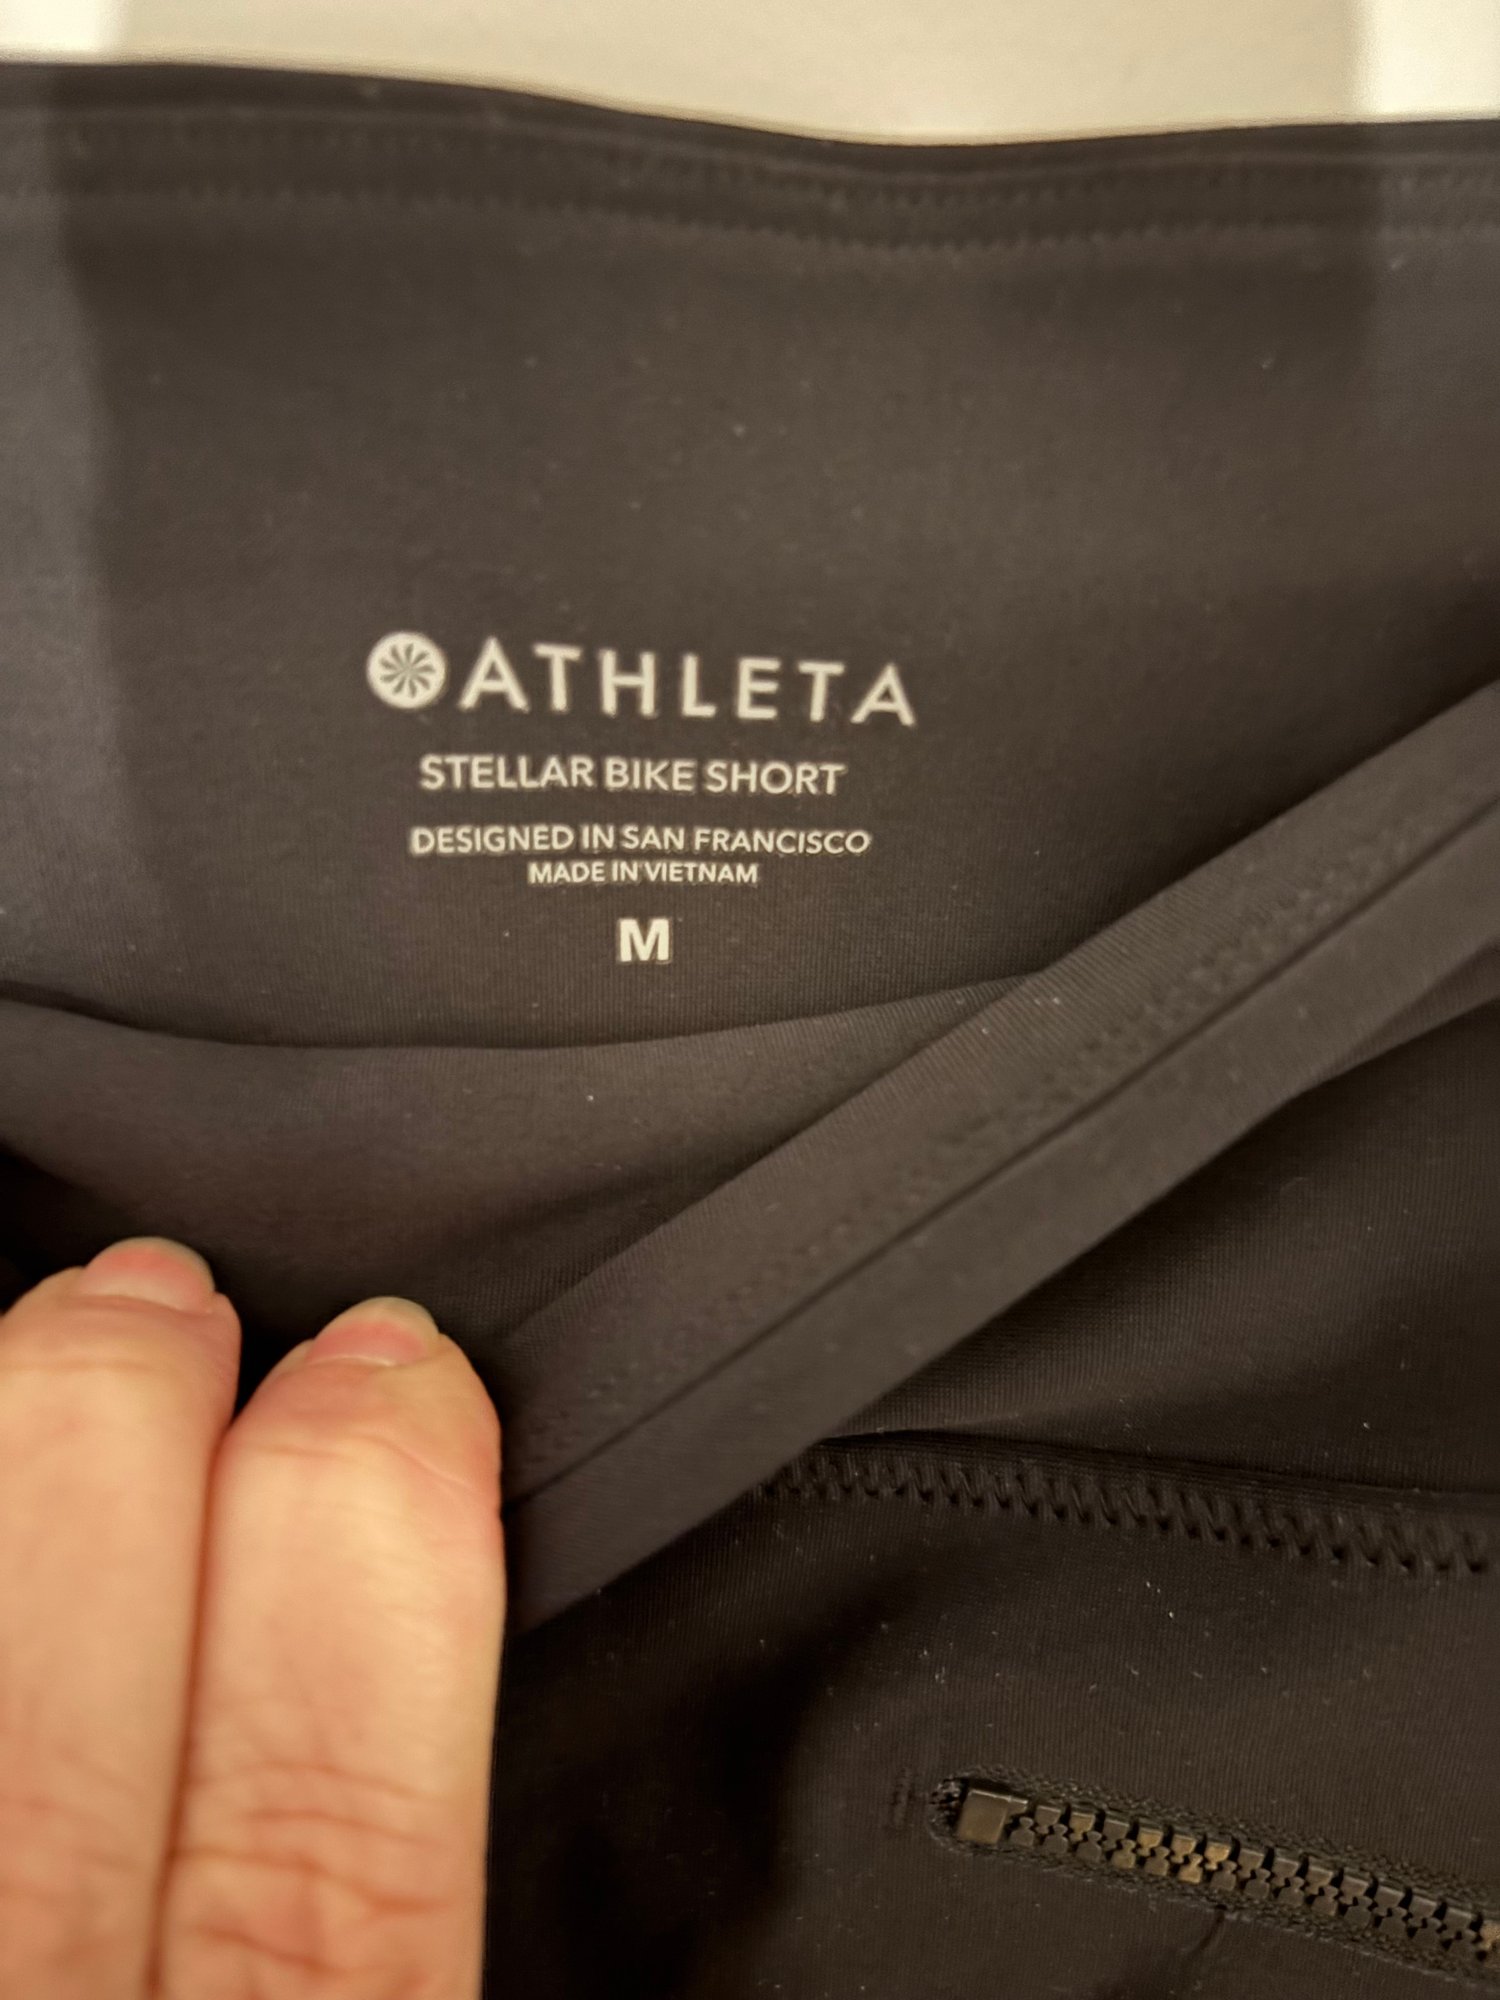 ATHLETA
STELLAR BIKE SHORT
DESIGNED IN SAN FRANCISCO
MADE IN VIETNAM
M